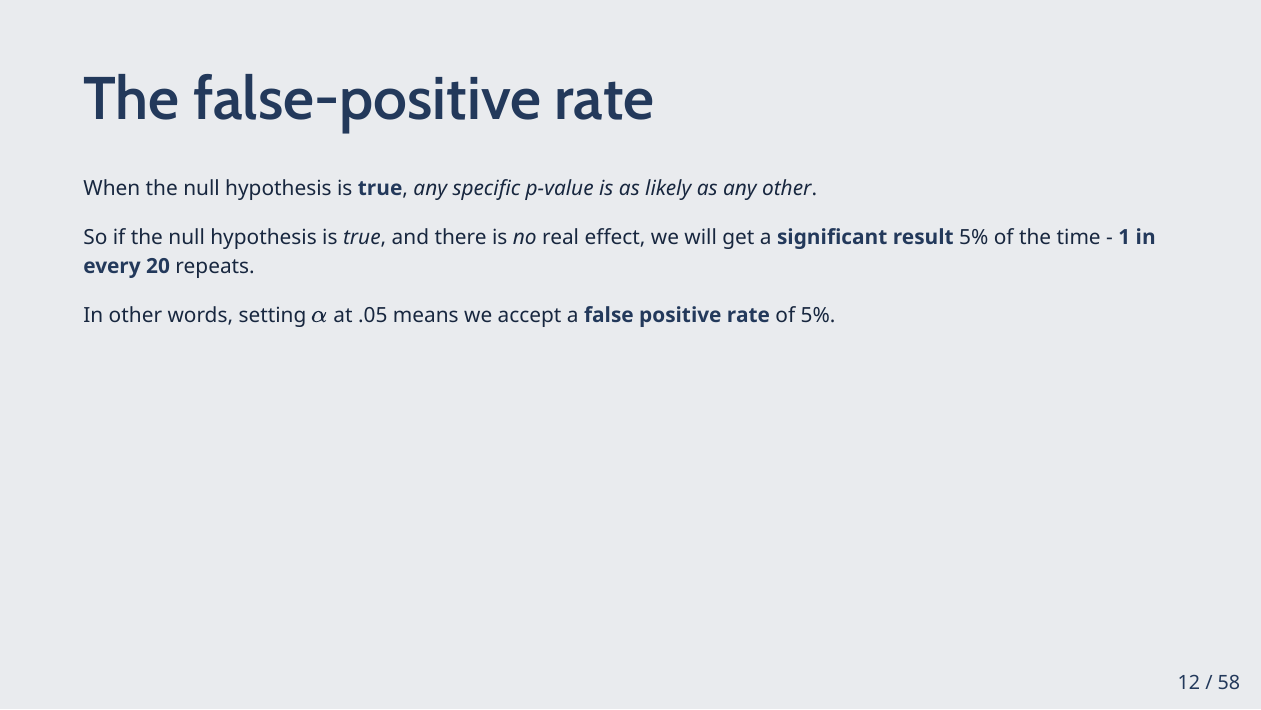 The false-positive rate
When the null hypothesis is true, any specific p-value is as likely as any other.
So if the null hypothesis is true, and there is no real effect, we will get a significant result 5% of the time - 1 in
every 20 repeats.
In other words, setting α at .05 means we accept a false positive rate of 5%.
12 / 58